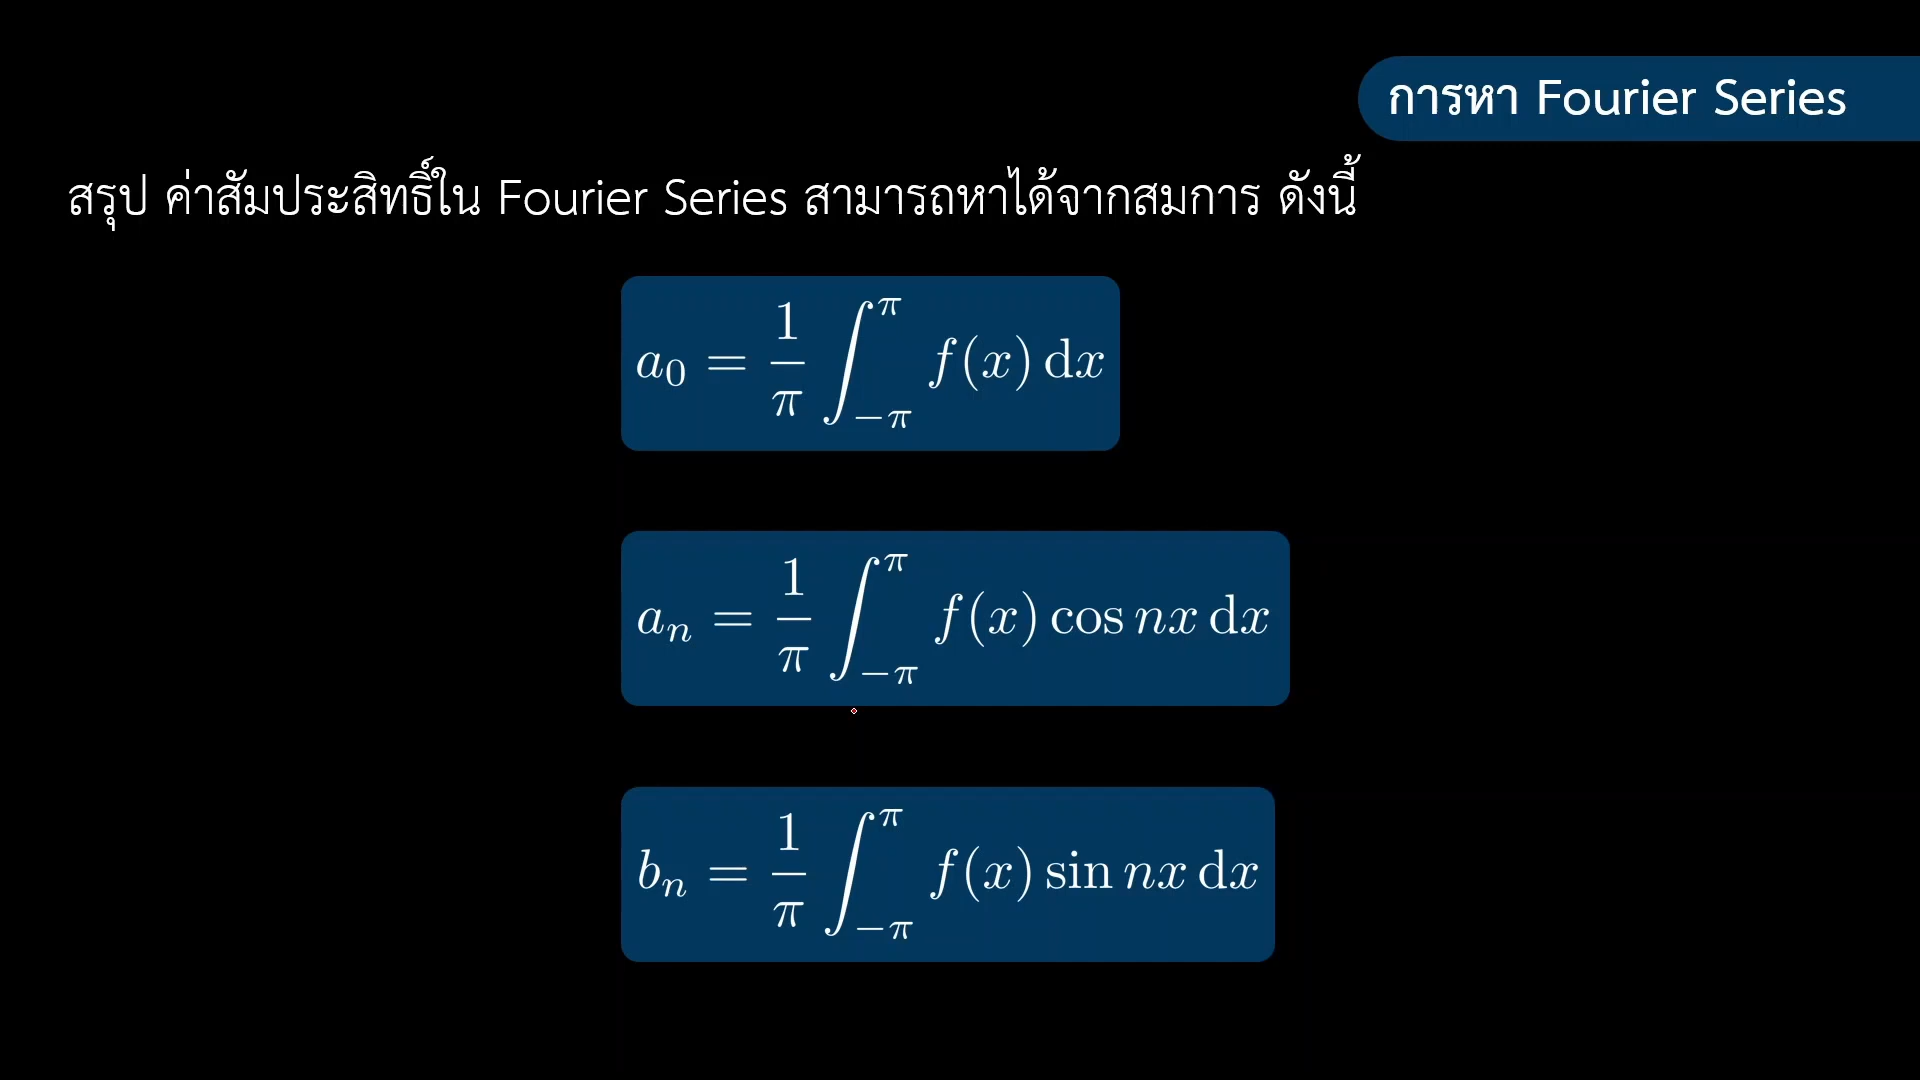 การหา Fourier Series
สรุป ค่าสัมประสิทธิ์ใน Fourier Series สามารถหาได้จากสมการ ดังนี้
$a_0 = \frac{1}{\pi} \int_{-\pi}^{\pi} f(x) \, \mathrm{d}x$
$a_n = \frac{1}{\pi} \int_{-\pi}^{\pi} f(x) \cos nx \, \mathrm{d}x$
$b_n = \frac{1}{\pi} \int_{-\pi}^{\pi} f(x) \sin nx \, \mathrm{d}x$